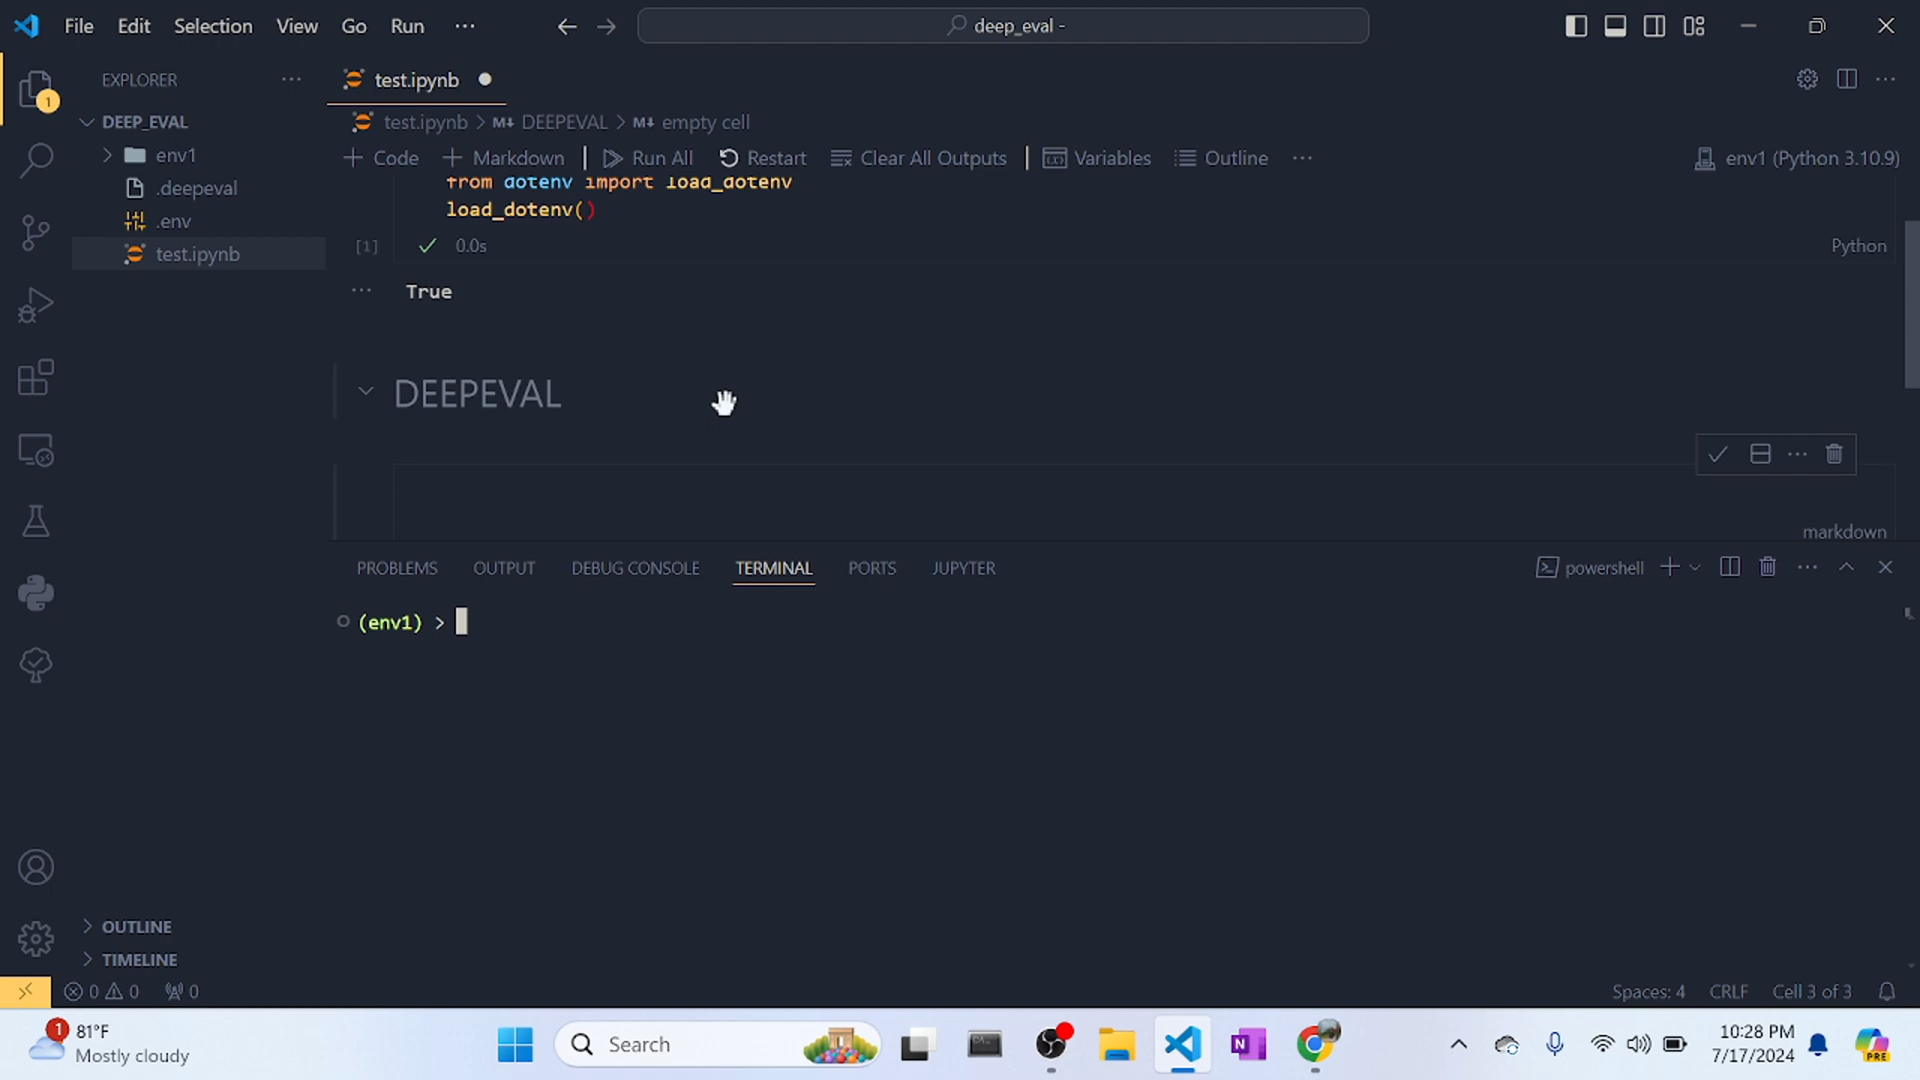 File Edit Selection View Go Run ··· deep_eval -
EXPLORER ··· test.ipynb
1
DEEP_EVAL
test.ipynb > M↓ DEEPEVAL > M↓ empty cell
env1
+ Code + Markdown | Run All Restart Clear All Outputs | Variables Outline ··· env1 (Python 3.10.9)
.deepeval
from dotenv import load_dotenv
.env
load_dotenv()
test.ipynb
[1] ✓ 0.0s Python
··· True
DEEPEVAL
markdown
PROBLEMS OUTPUT DEBUG CONSOLE TERMINAL PORTS JUPYTER powershell
(env1) >
OUTLINE
TIMELINE
0 0 0 Spaces: 4 CRLF Cell 3 of 3
1 81°F
Mostly cloudy
Search
N
10:28 PM
7/17/2024
PRE